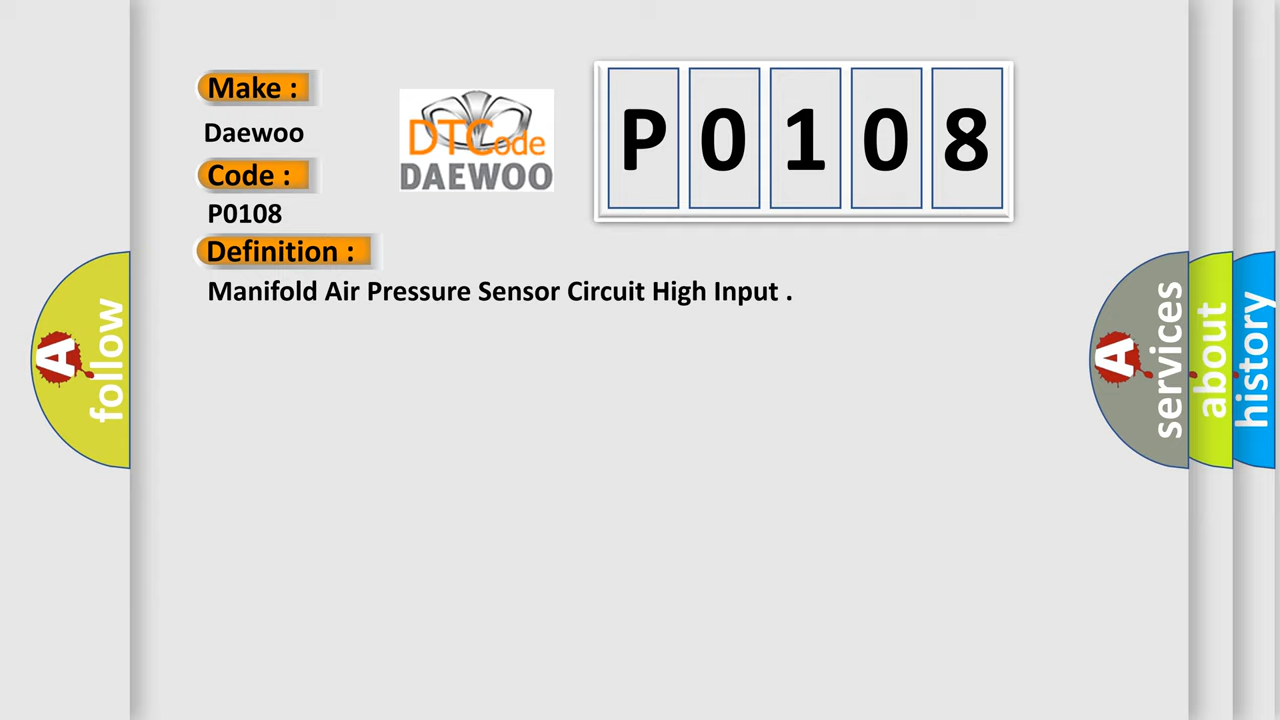 Make :
Daewoo
Code :
P0108
Definition :
Manifold Air Pressure Sensor Circuit High Input .
DTCode
DAEWOO
P 0 1 0 8
A follow
A services
about
history